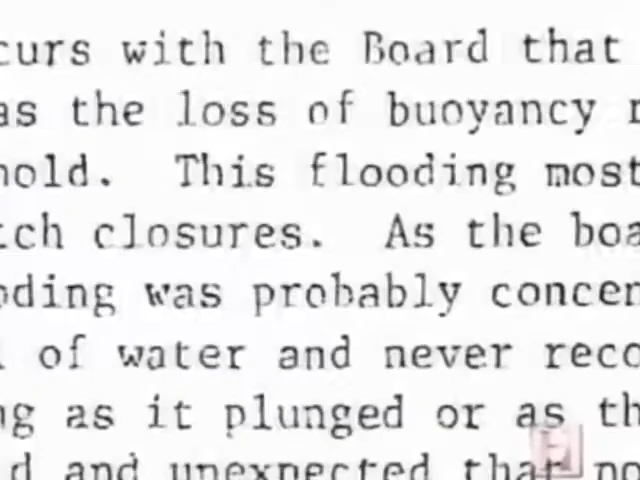 curs with the Board that
as the loss of buoyancy r
hold. This flooding most
tch closures. As the boa
oding was probably concen
l of water and never reco
ng as it plunged or as th
d and unexpected that no